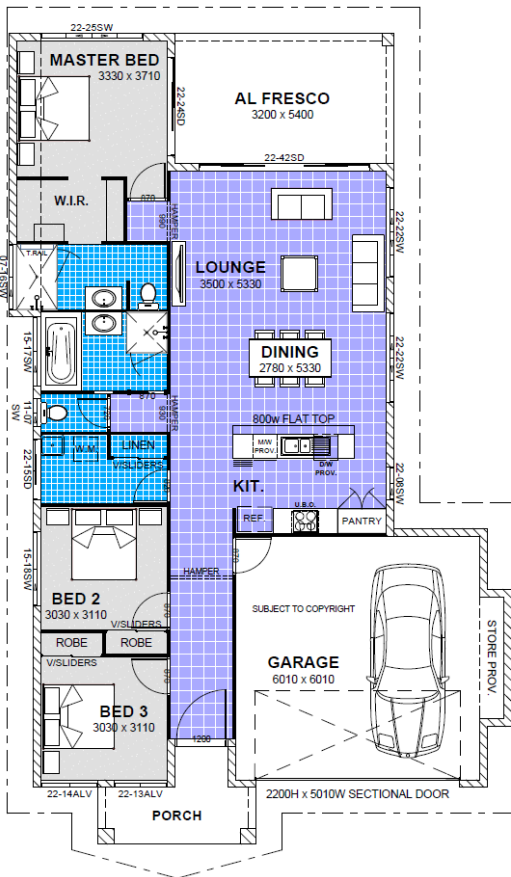 22-25SW
MASTER BED
3330 x 3710
22-24SD
AL FRESCO
3200 x 5400
22-42SD
W.I.R.
870
HAMPER
990
22-22SW
T.RAIL
07-16SW
LOUNGE
3500 x 5330
15-17SW
22-22SW
DINING
2780 x 5330
870
11-07
SW
HAMPER
800w FLAT TOP
W.M.
LINEN
V/SLIDERS
22-15SD
M/W
PROV.
D/W
PROV.
KIT.
22-08SW
U.B.O.
REF.
PANTRY
870
15-18SW
HAMPER
BED 2
3030 x 3110
V/SLIDERS
870
SUBJECT TO COPYRIGHT
ROBE
ROBE
V/SLIDERS
870
STORE PROV.
GARAGE
6010 x 6010
BED 3
3030 x 3110
1200
22-14ALV
22-13ALV
2200H x 5010W SECTIONAL DOOR
PORCH